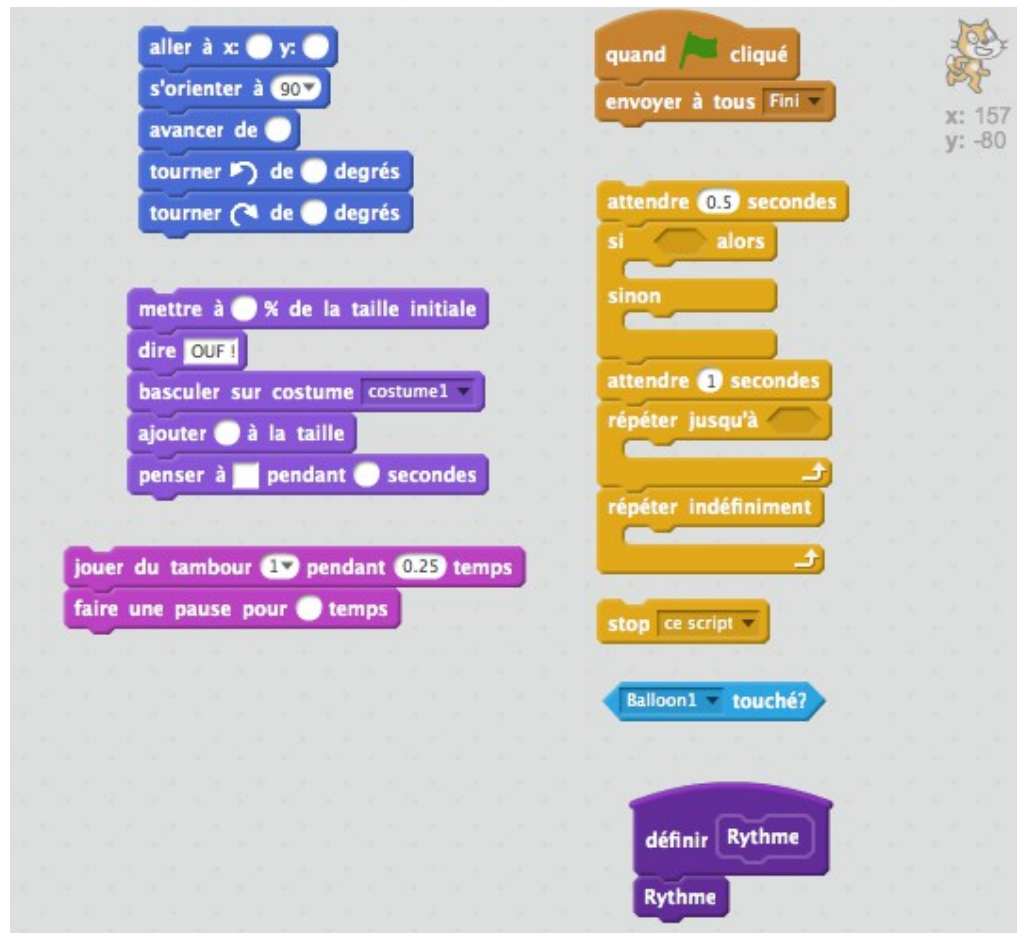 aller à x: y:
s'orienter à 90
avancer de
tourner de degrés
tourner de degrés
mettre à % de la taille initiale
dire OUF !
basculer sur costume costume1
ajouter à la taille
penser à pendant secondes
jouer du tambour 1 pendant 0.25 temps
faire une pause pour temps
quand cliqué
envoyer à tous Fini
x: 157
y: -80
attendre 0.5 secondes
si alors
sinon
attendre 1 secondes
répéter jusqu'à
répéter indéfiniment
stop ce script
Balloon1 touché?
définir Rythme
Rythme